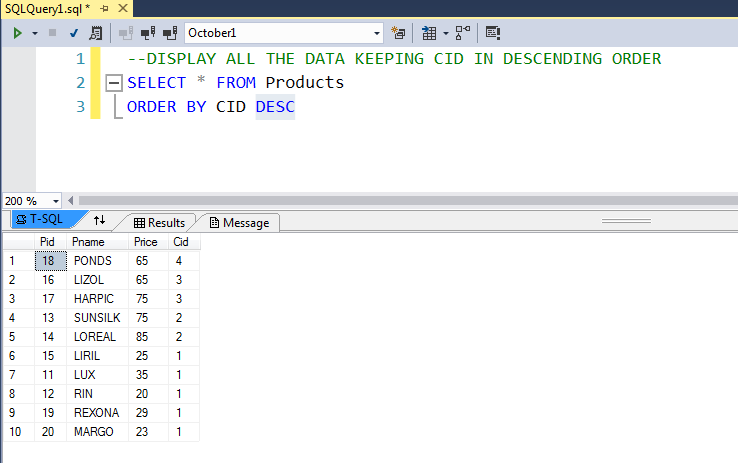 SQLQuery1.sql *
October1
1 --DISPLAY ALL THE DATA KEEPING CID IN DESCENDING ORDER
2 SELECT * FROM Products
3 ORDER BY CID DESC
200 %
T-SQL Results Message
Pid Pname Price Cid
1 18 PONDS 65 4
2 16 LIZOL 65 3
3 17 HARPIC 75 3
4 13 SUNSILK 75 2
5 14 LOREAL 85 2
6 15 LIRIL 25 1
7 11 LUX 35 1
8 12 RIN 20 1
9 19 REXONA 29 1
10 20 MARGO 23 1